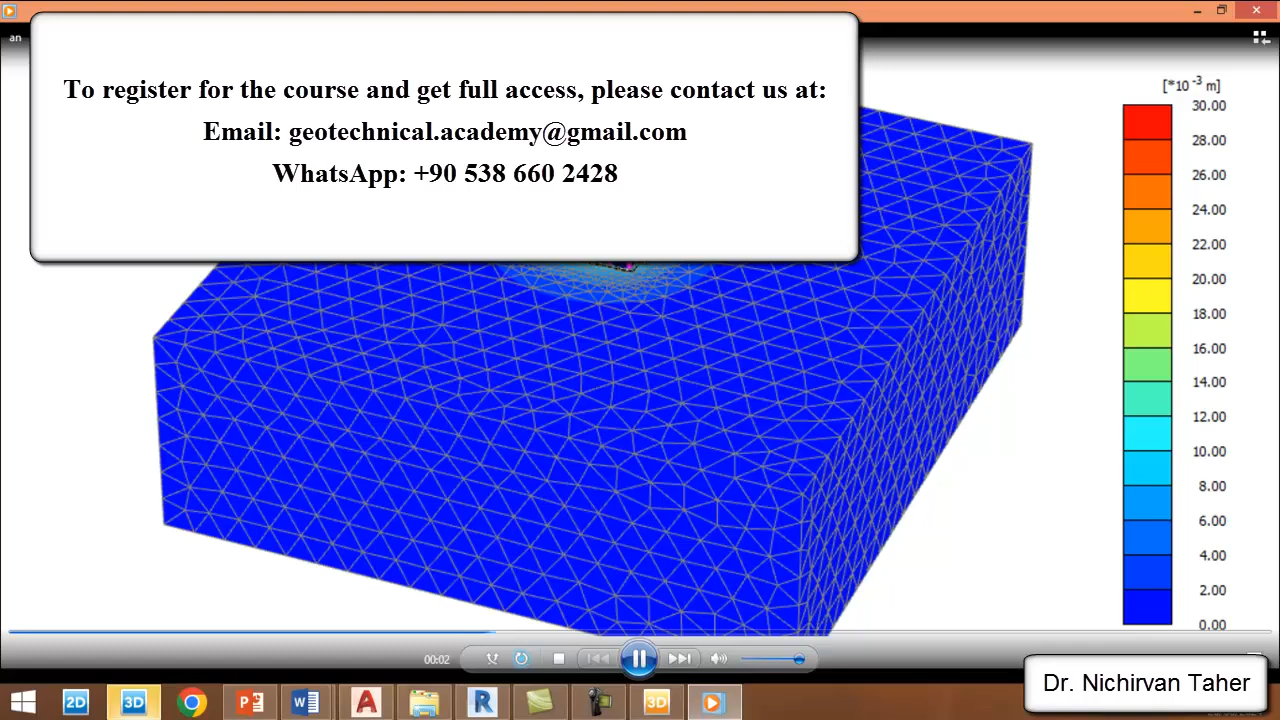 an
To register for the course and get full access, please contact us at:
Email: geotechnical.academy@gmail.com
WhatsApp: +90 538 660 2428
[*10 -3 m]
30.00
28.00
26.00
24.00
22.00
20.00
18.00
16.00
14.00
12.00
10.00
8.00
6.00
4.00
2.00
0.00
00:02
2D
3D
3D
Dr. Nichirvan Taher